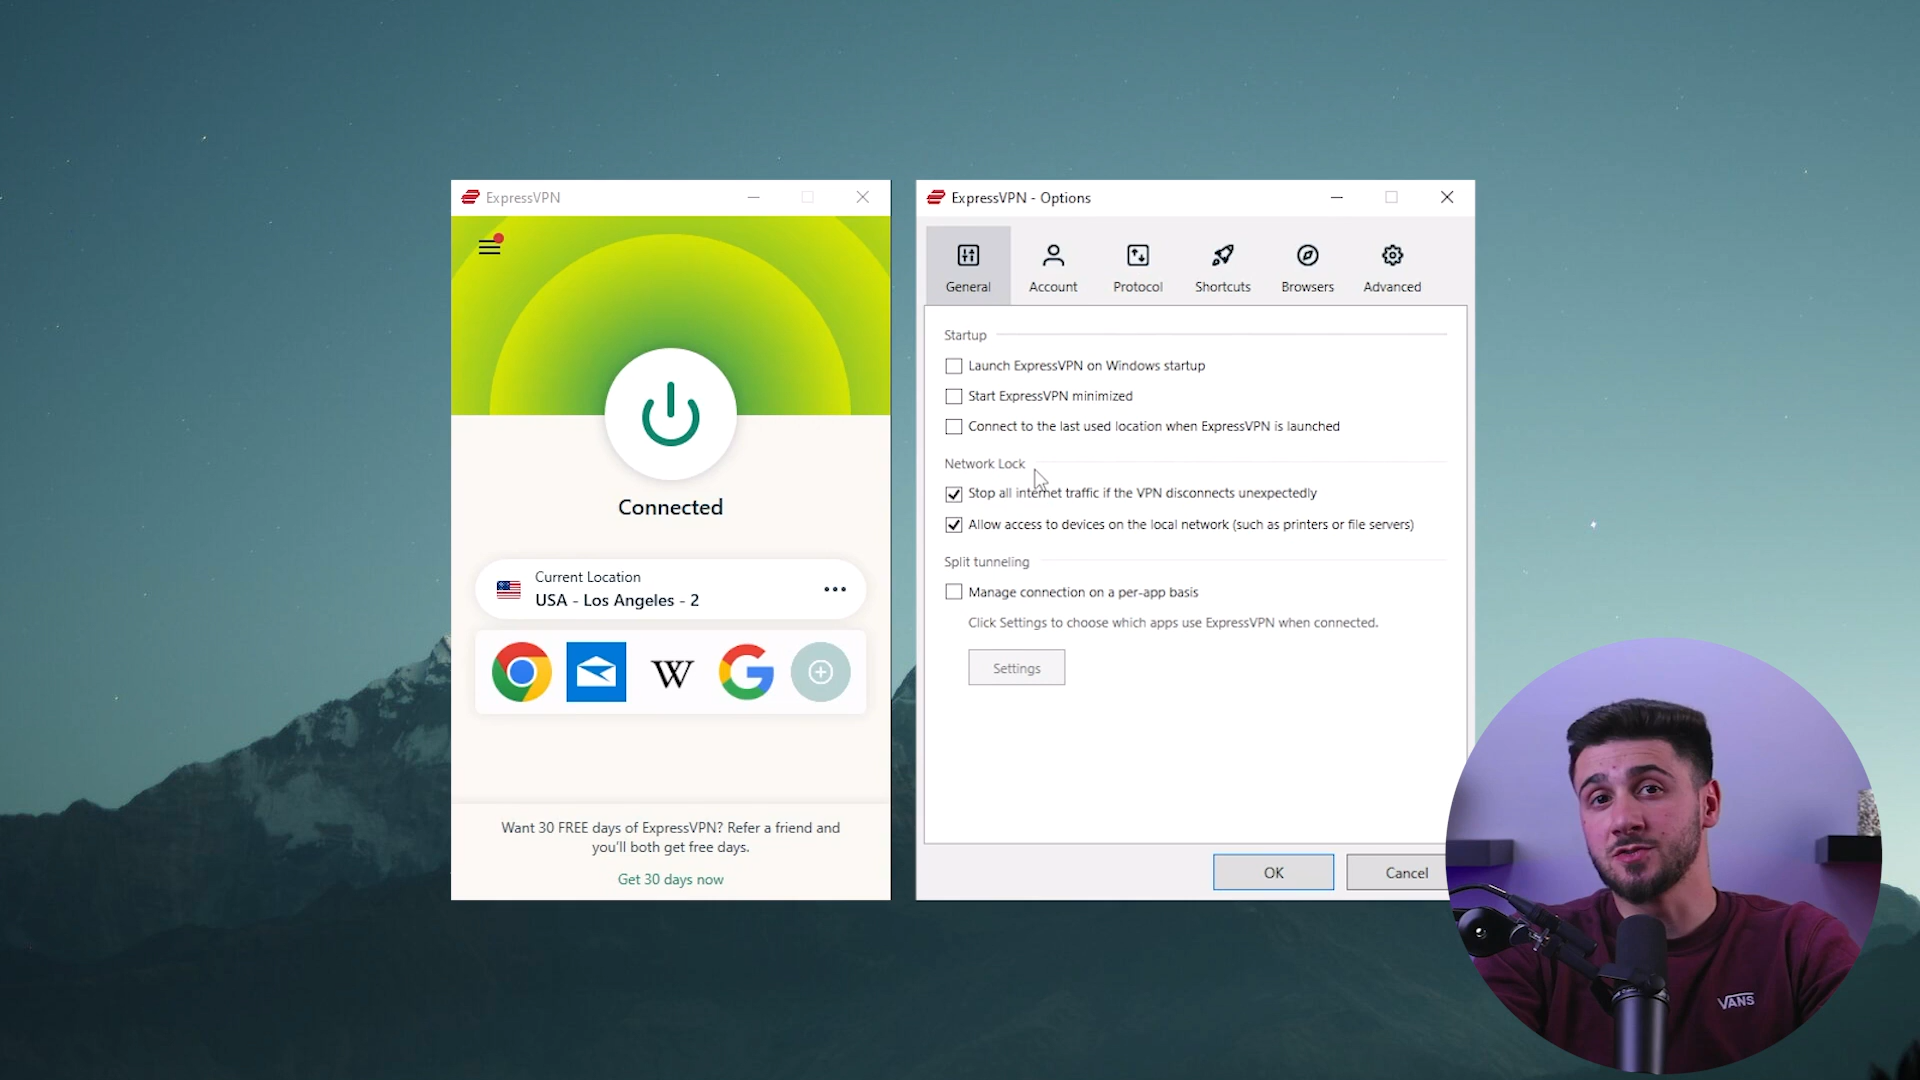 ExpressVPN
Connected
Current Location
USA - Los Angeles - 2
W
G
Want 30 FREE days of ExpressVPN? Refer a friend and
you'll both get free days.
Get 30 days now
ExpressVPN - Options
General
Account
Protocol
Shortcuts
Browsers
Advanced
Startup
Launch ExpressVPN on Windows startup
Start ExpressVPN minimized
Connect to the last used location when ExpressVPN is launched
Network Lock
Stop all internet traffic if the VPN disconnects unexpectedly
Allow access to devices on the local network (such as printers or file servers)
Split tunneling
Manage connection on a per-app basis
Click Settings to choose which apps use ExpressVPN when connected.
Settings
OK
Cancel
VANS